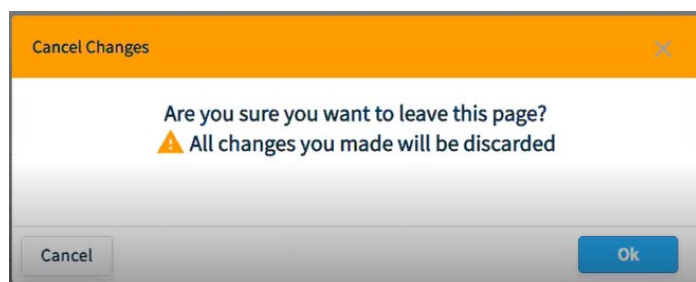 Cancel Changes
Are you sure you want to leave this page?
All changes you made will be discarded
Cancel
Ok